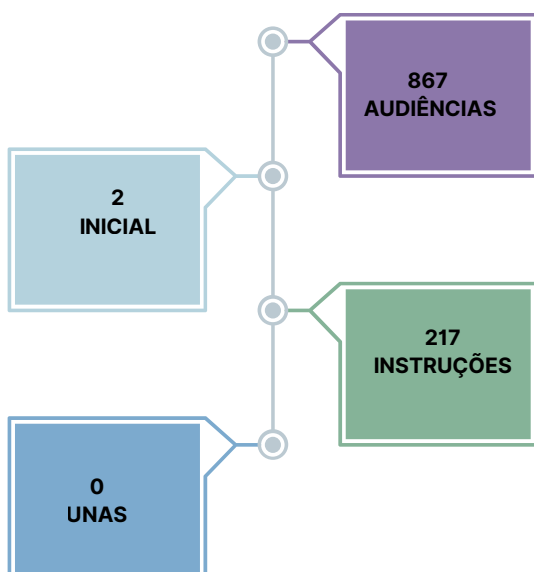 867
AUDIÊNCIAS
2
INICIAL
217
INSTRUÇÕES
0
UNAS